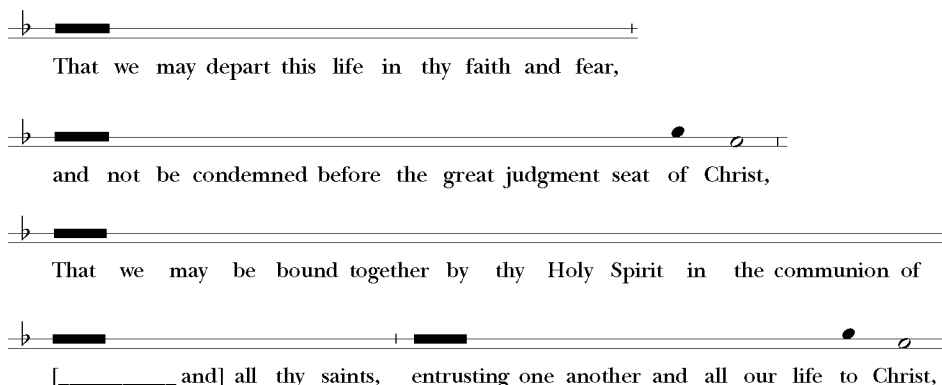 That we may depart this life in thy faith and fear,
and not be condemned before the great judgment seat of Christ,
That we may be bound together by thy Holy Spirit in the communion of
[___________ and] all thy saints, entrusting one another and all our life to Christ,